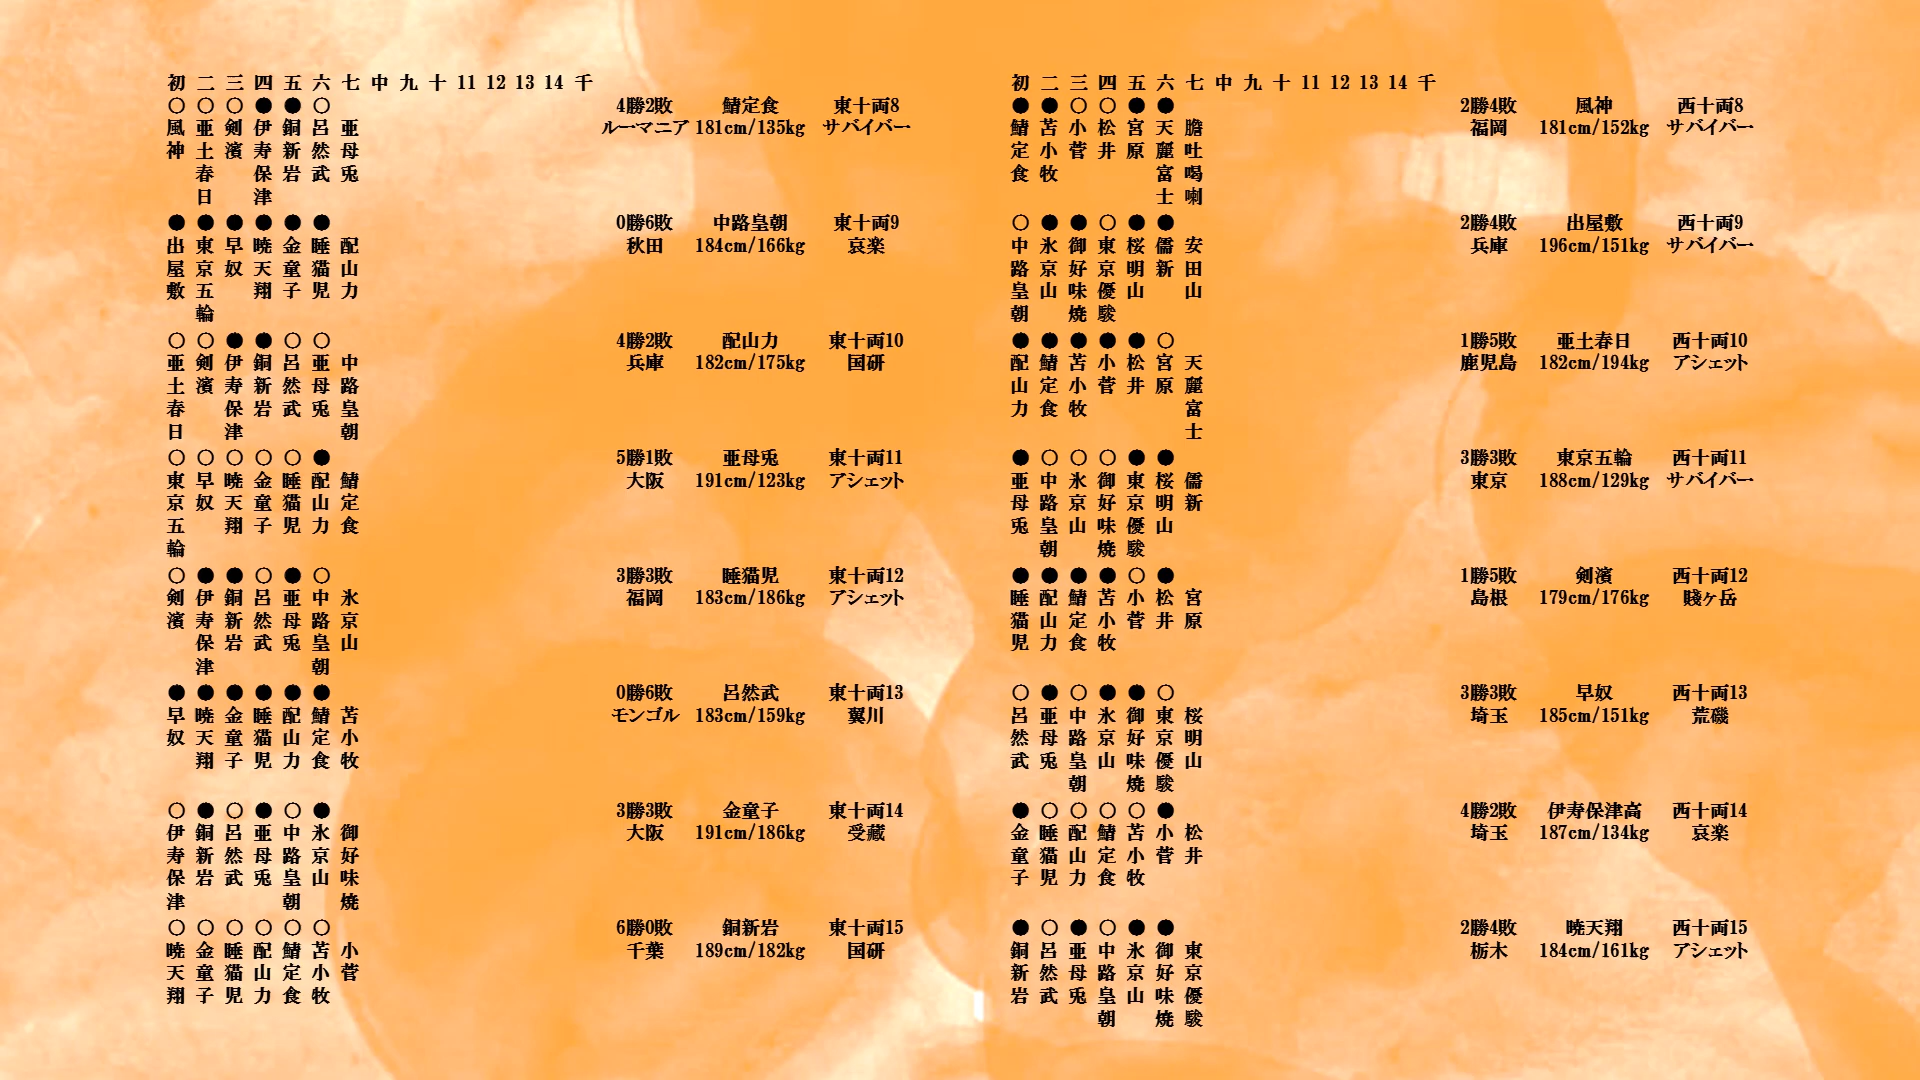 初 二 三 四 五 六 七 中 九 十 11 12 13 14 千
○ ○ ○ ● ● ○
風神 亜土春日 剣濱 伊寿保津 銅新岩 呂然武 亜母兎
4勝2敗 鯖定食 東十両8
ルーマニア 181cm/135kg サバイバー
● ● ● ● ● ●
出屋敷 東京五輪 早奴 暁天翔 金童子 睡猫児 配山力
0勝6敗 中路皇朝 東十両9
秋田 184cm/166kg 哀楽
○ ○ ● ● ○ ○
亜土春日 剣濱 伊寿保津 銅新岩 呂然武 亜母兎 中路皇朝
4勝2敗 配山力 東十両10
兵庫 182cm/175kg 国研
○ ○ ○ ○ ○ ●
東京五輪 早奴 暁天翔 金童子 睡猫児 配山力 鯖定食
5勝1敗 亜母兎 東十両11
大阪 191cm/123kg アシェット
○ ● ● ○ ● ○
剣濱 伊寿保津 銅新岩 呂然武 亜母兎 中路皇朝 氷京山
3勝3敗 睡猫児 東十両12
福岡 183cm/186kg アシェット
● ● ● ● ● ●
早奴 暁天翔 金童子 睡猫児 配山力 鯖定食 苫小牧
0勝6敗 呂然武 東十両13
モンゴル 183cm/159kg 翼川
○ ● ○ ● ○ ●
伊寿保津 銅新岩 呂然武 亜母兎 中路皇朝 氷京山 御好味焼
3勝3敗 金童子 東十両14
大阪 191cm/186kg 受蔵
○ ○ ○ ○ ○ ○
暁天翔 金童子 睡猫児 配山力 鯖定食 苫小牧 小菅
6勝0敗 銅新岩 東十両15
千葉 189cm/182kg 国研
初 二 三 四 五 六 七 中 九 十 11 12 13 14 千
● ● ○ ○ ● ●
鯖定食 苫小牧 小菅 松井 宮原 天麗富士 膽吐喝喇
2勝4敗 風神 西十両8
福岡 181cm/152kg サバイバー
○ ● ● ○ ● ●
中路皇朝 氷京山 御好味焼 東京優駿 桜明山 儒新 安田山
2勝4敗 出屋敷 西十両9
兵庫 196cm/151kg サバイバー
● ● ● ● ● ○
配山力 鯖定食 苫小牧 小菅 松井 宮原 天麗富士
1勝5敗 亜土春日 西十両10
鹿児島 182cm/194kg アシェット
● ○ ○ ○ ● ●
亜母兎 中路皇朝 氷京山 御好味焼 東京優駿 桜明山 儒新
3勝3敗 東京五輪 西十両11
東京 188cm/129kg サバイバー
● ● ● ● ○ ●
睡猫児 配山力 鯖定食 苫小牧 小菅 松井 宮原
1勝5敗 剣濱 西十両12
島根 179cm/176kg 賤ヶ岳
○ ● ○ ● ● ○
呂然武 亜母兎 中路皇朝 氷京山 御好味焼 東京優駿 桜明山
3勝3敗 早奴 西十両13
埼玉 185cm/151kg 荒磯
● ○ ○ ○ ○ ●
金童子 睡猫児 配山力 鯖定食 苫小牧 小菅 松井
4勝2敗 伊寿保津高 西十両14
埼玉 187cm/134kg 哀楽
● ○ ● ○ ● ●
銅新岩 呂然武 亜母兎 中路皇朝 氷京山 御好味焼 東京優駿
2勝4敗 暁天翔 西十両15
栃木 184cm/161kg アシェット